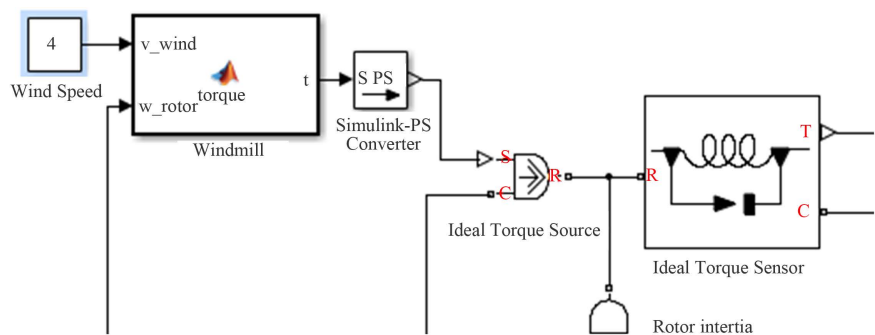 4
Wind Speed
v_wind
w_rotor
torque
t
Windmill
S PS
Simulink-PS
Converter
S
C
R
Ideal Torque Source
R
T
C
Ideal Torque Sensor
Rotor intertia